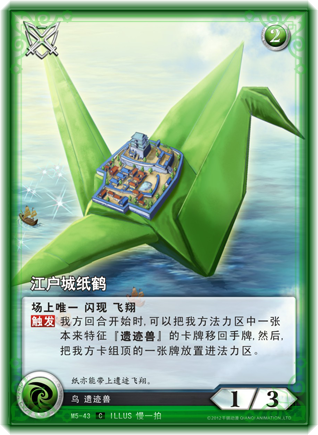 2
江户城纸鹤
场上唯一 闪现 飞翔
触发 我方回合开始时,可以把我方法力区中一张
本来特征『遗迹兽』的卡牌移回手牌,然后,
把我方卡组顶的一张牌放置进法力区。
纸亦能带上遗迹飞翔。
鸟 遗迹兽
M5-43 C ILLUS 慢一拍
1 / 3